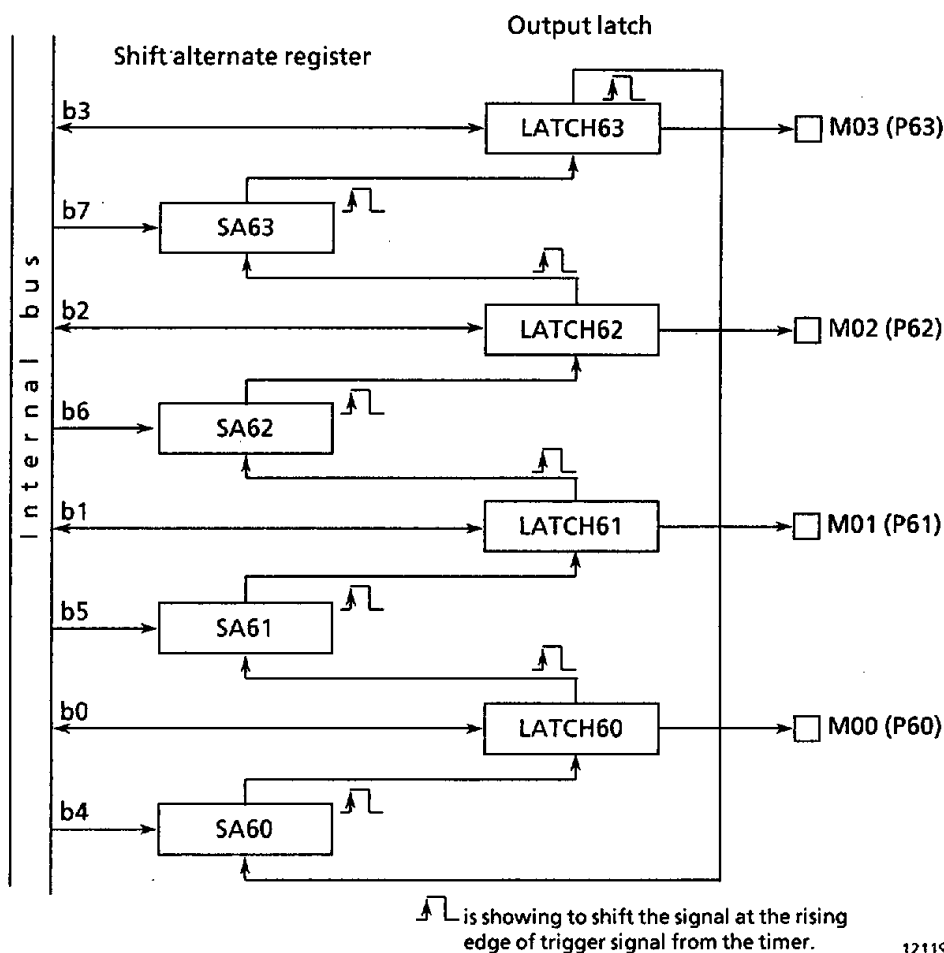 Output latch
Shift alternate register
b3
LATCH63
M03 (P63)
b7
SA63
b2
LATCH62
M02 (P62)
b6
SA62
b1
LATCH61
M01 (P61)
b5
SA61
b0
LATCH60
M00 (P60)
b4
SA60
Internal bus
is showing to shift the signal at the rising
edge of trigger signal from the timer.
12119